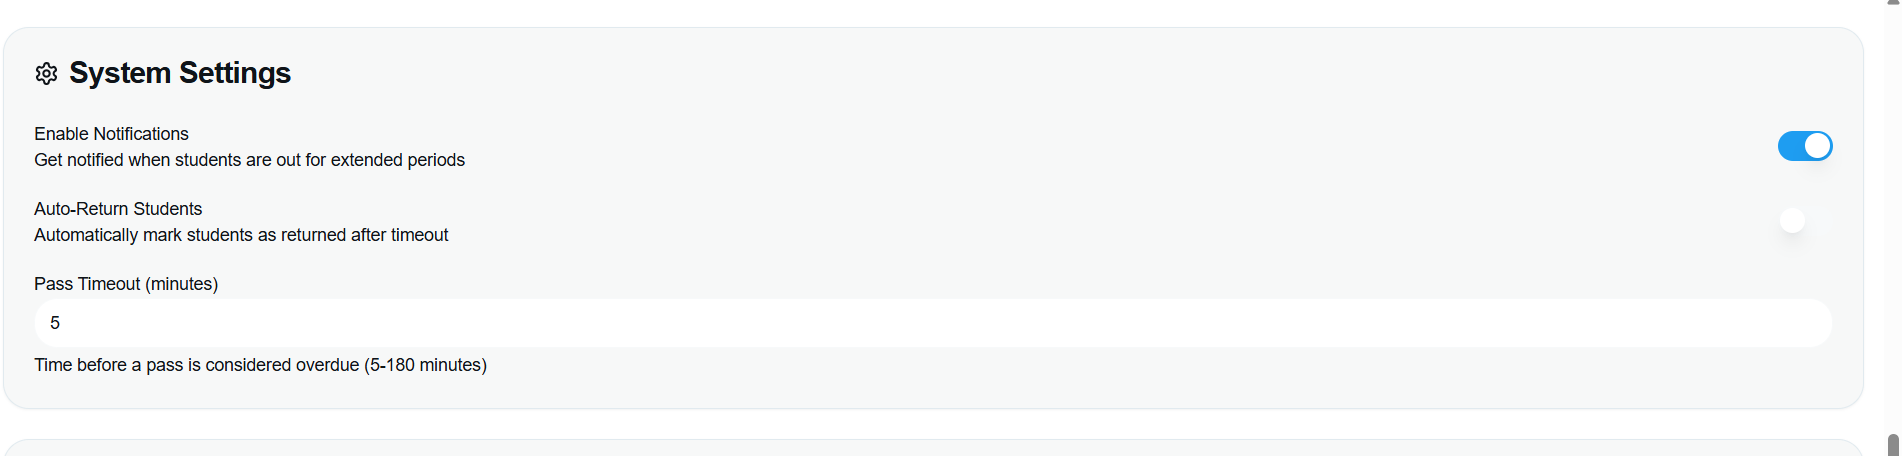 System Settings
Enable Notifications
Get notified when students are out for extended periods
Auto-Return Students
Automatically mark students as returned after timeout
Pass Timeout (minutes)
5
Time before a pass is considered overdue (5-180 minutes)